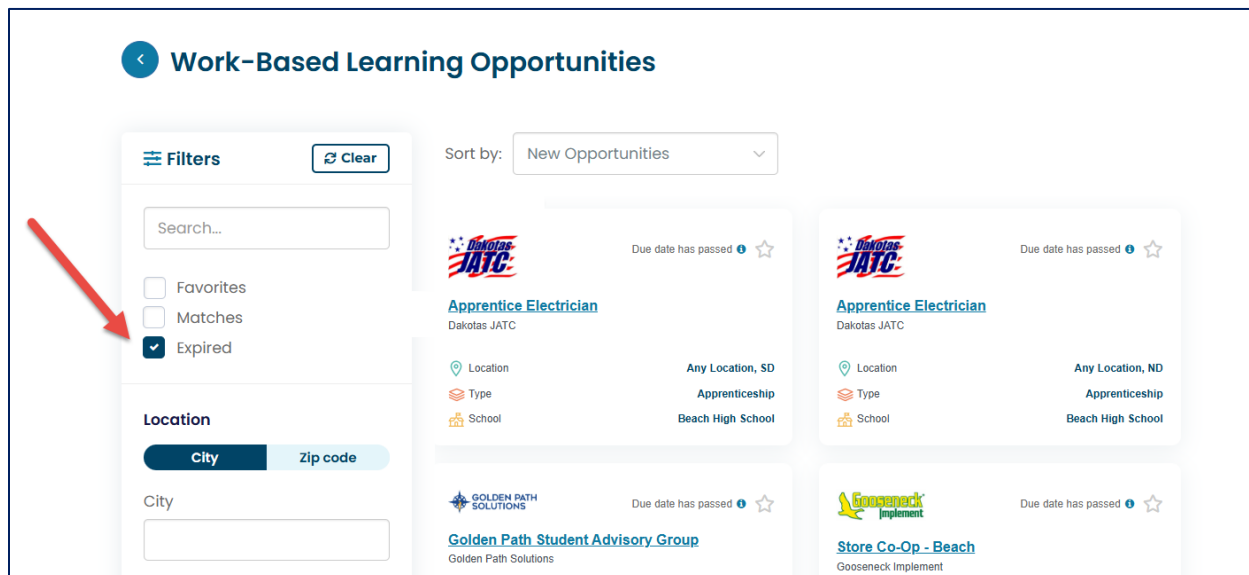 Work-Based Learning Opportunities
Filters
Clear
Search...
Favorites
Matches
Expired
Location
City Zip code
City
Sort by: New Opportunities
Dakotas
JATC
Due date has passed
Apprentice Electrician
Dakotas JATC
Location Any Location, SD
Type Apprenticeship
School Beach High School
Dakotas
JATC
Due date has passed
Apprentice Electrician
Dakotas JATC
Location Any Location, ND
Type Apprenticeship
School Beach High School
GOLDEN PATH
SOLUTIONS
Due date has passed
Golden Path Student Advisory Group
Golden Path Solutions
Gooseneck
Implement
Due date has passed
Store Co-Op - Beach
Gooseneck Implement